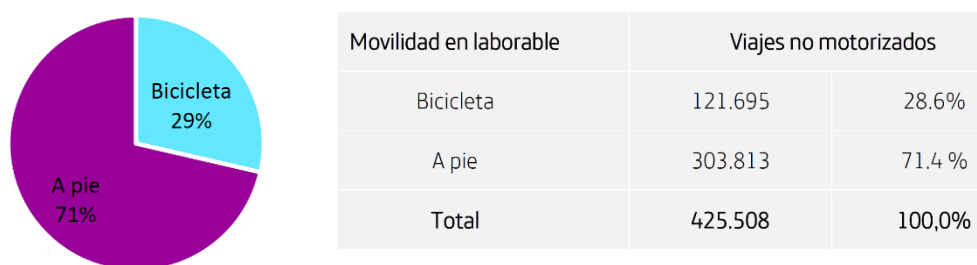 Bicicleta
29%
A pie
71%
Movilidad en laborable Viajes no motorizados
Bicicleta 121.695 28.6%
A pie 303.813 71.4 %
Total 425.508 100,0%